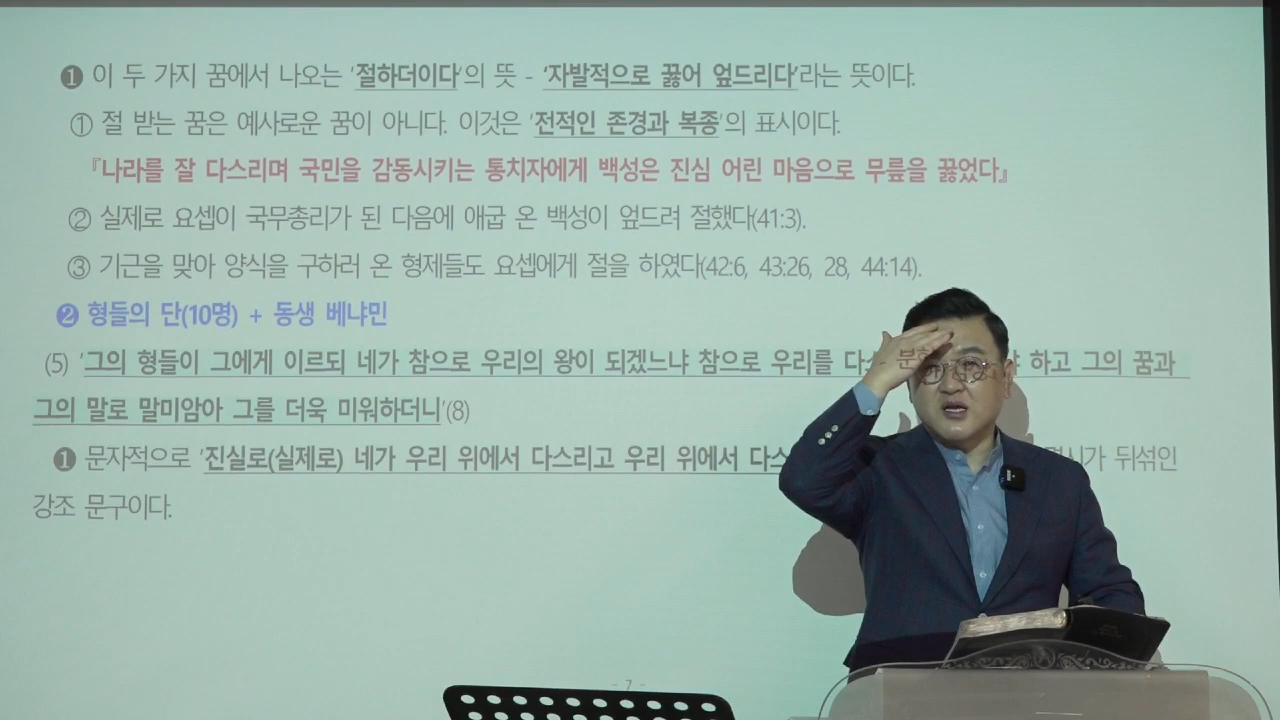 ❶ 이 두 가지 꿈에서 나오는 '절하더이다'의 뜻 - '자발적으로 꿇어 엎드리다'라는 뜻이다.
① 절 받는 꿈은 예사로운 꿈이 아니다. 이것은 '전적인 존경과 복종'의 표시이다.
『나라를 잘 다스리며 국민을 감동시키는 통치자에게 백성은 진심 어린 마음으로 무릎을 꿇었다』
② 실제로 요셉이 국무총리가 된 다음에 애굽 온 백성이 엎드려 절했다(41:3).
③ 기근을 맞아 양식을 구하러 온 형제들도 요셉에게 절을 하였다(42:6, 43:26, 28, 44:14).
❷ 형들의 단(10명) + 동생 베냐민
(5) '그의 형들이 그에게 이르되 네가 참으로 우리의 왕이 되겠느냐 참으로 우리를 하고 그의 꿈과
그의 말로 말미암아 그를 더욱 미워하더니'(8)
❶ 문자적으로 '진실로(실제로) 네가 우리 위에서 다스리고 우리 위에서 뒤섞인
강조 문구이다.
- 7 -